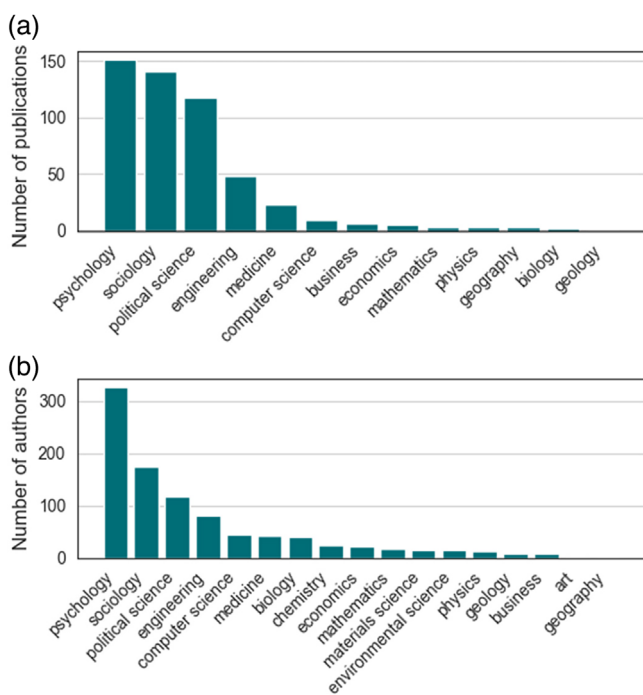 (a)
Number of publications
150
100
50
0
psychology
sociology
political science
engineering
medicine
computer science
business
economics
mathematics
physics
geography
biology
geology
(b)
Number of authors
300
200
100
0
psychology
sociology
political science
engineering
computer science
medicine
biology
chemistry
economics
mathematics
materials science
environmental science
physics
geology
business
art
geography